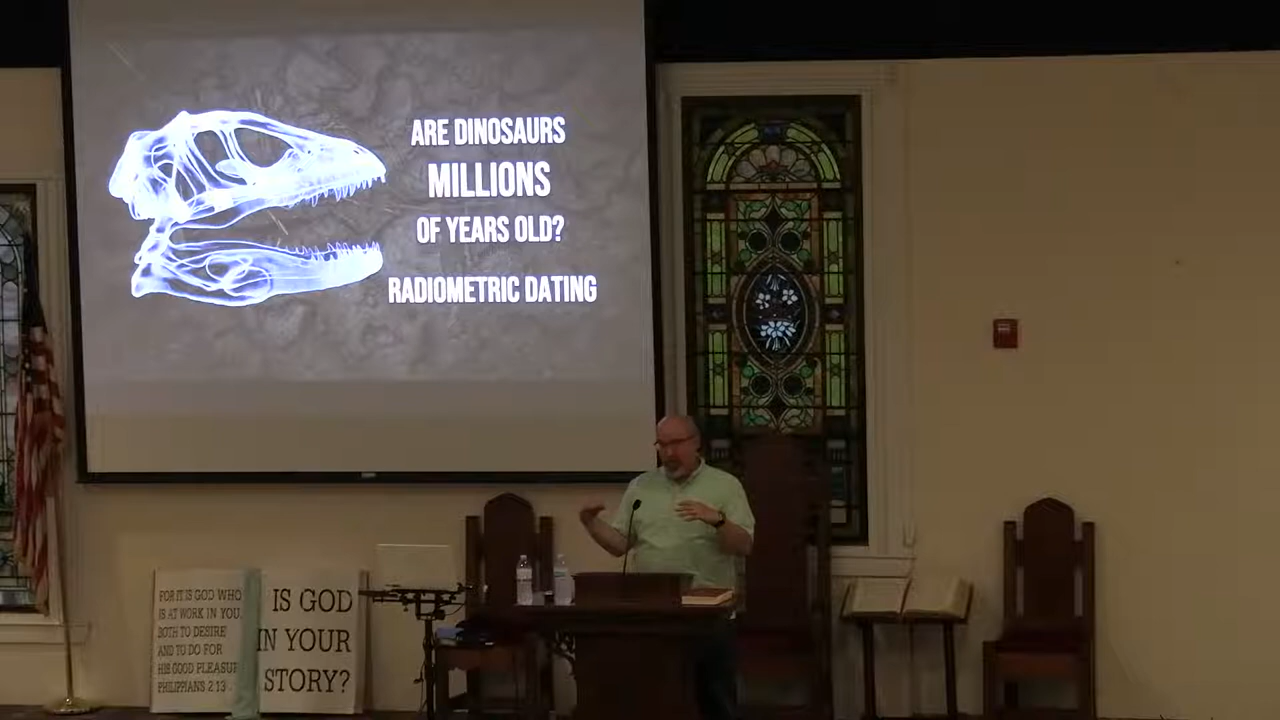 ARE DINOSAURS
MILLIONS
OF YEARS OLD?
RADIOMETRIC DATING
FOR IT IS GOD WHO
IS AT WORK IN YOU,
BOTH TO DESIRE
AND TO DO FOR
HIS GOOD PLEASUR
PHILIPPIANS 2:13
IS GOD
IN YOUR
STORY?